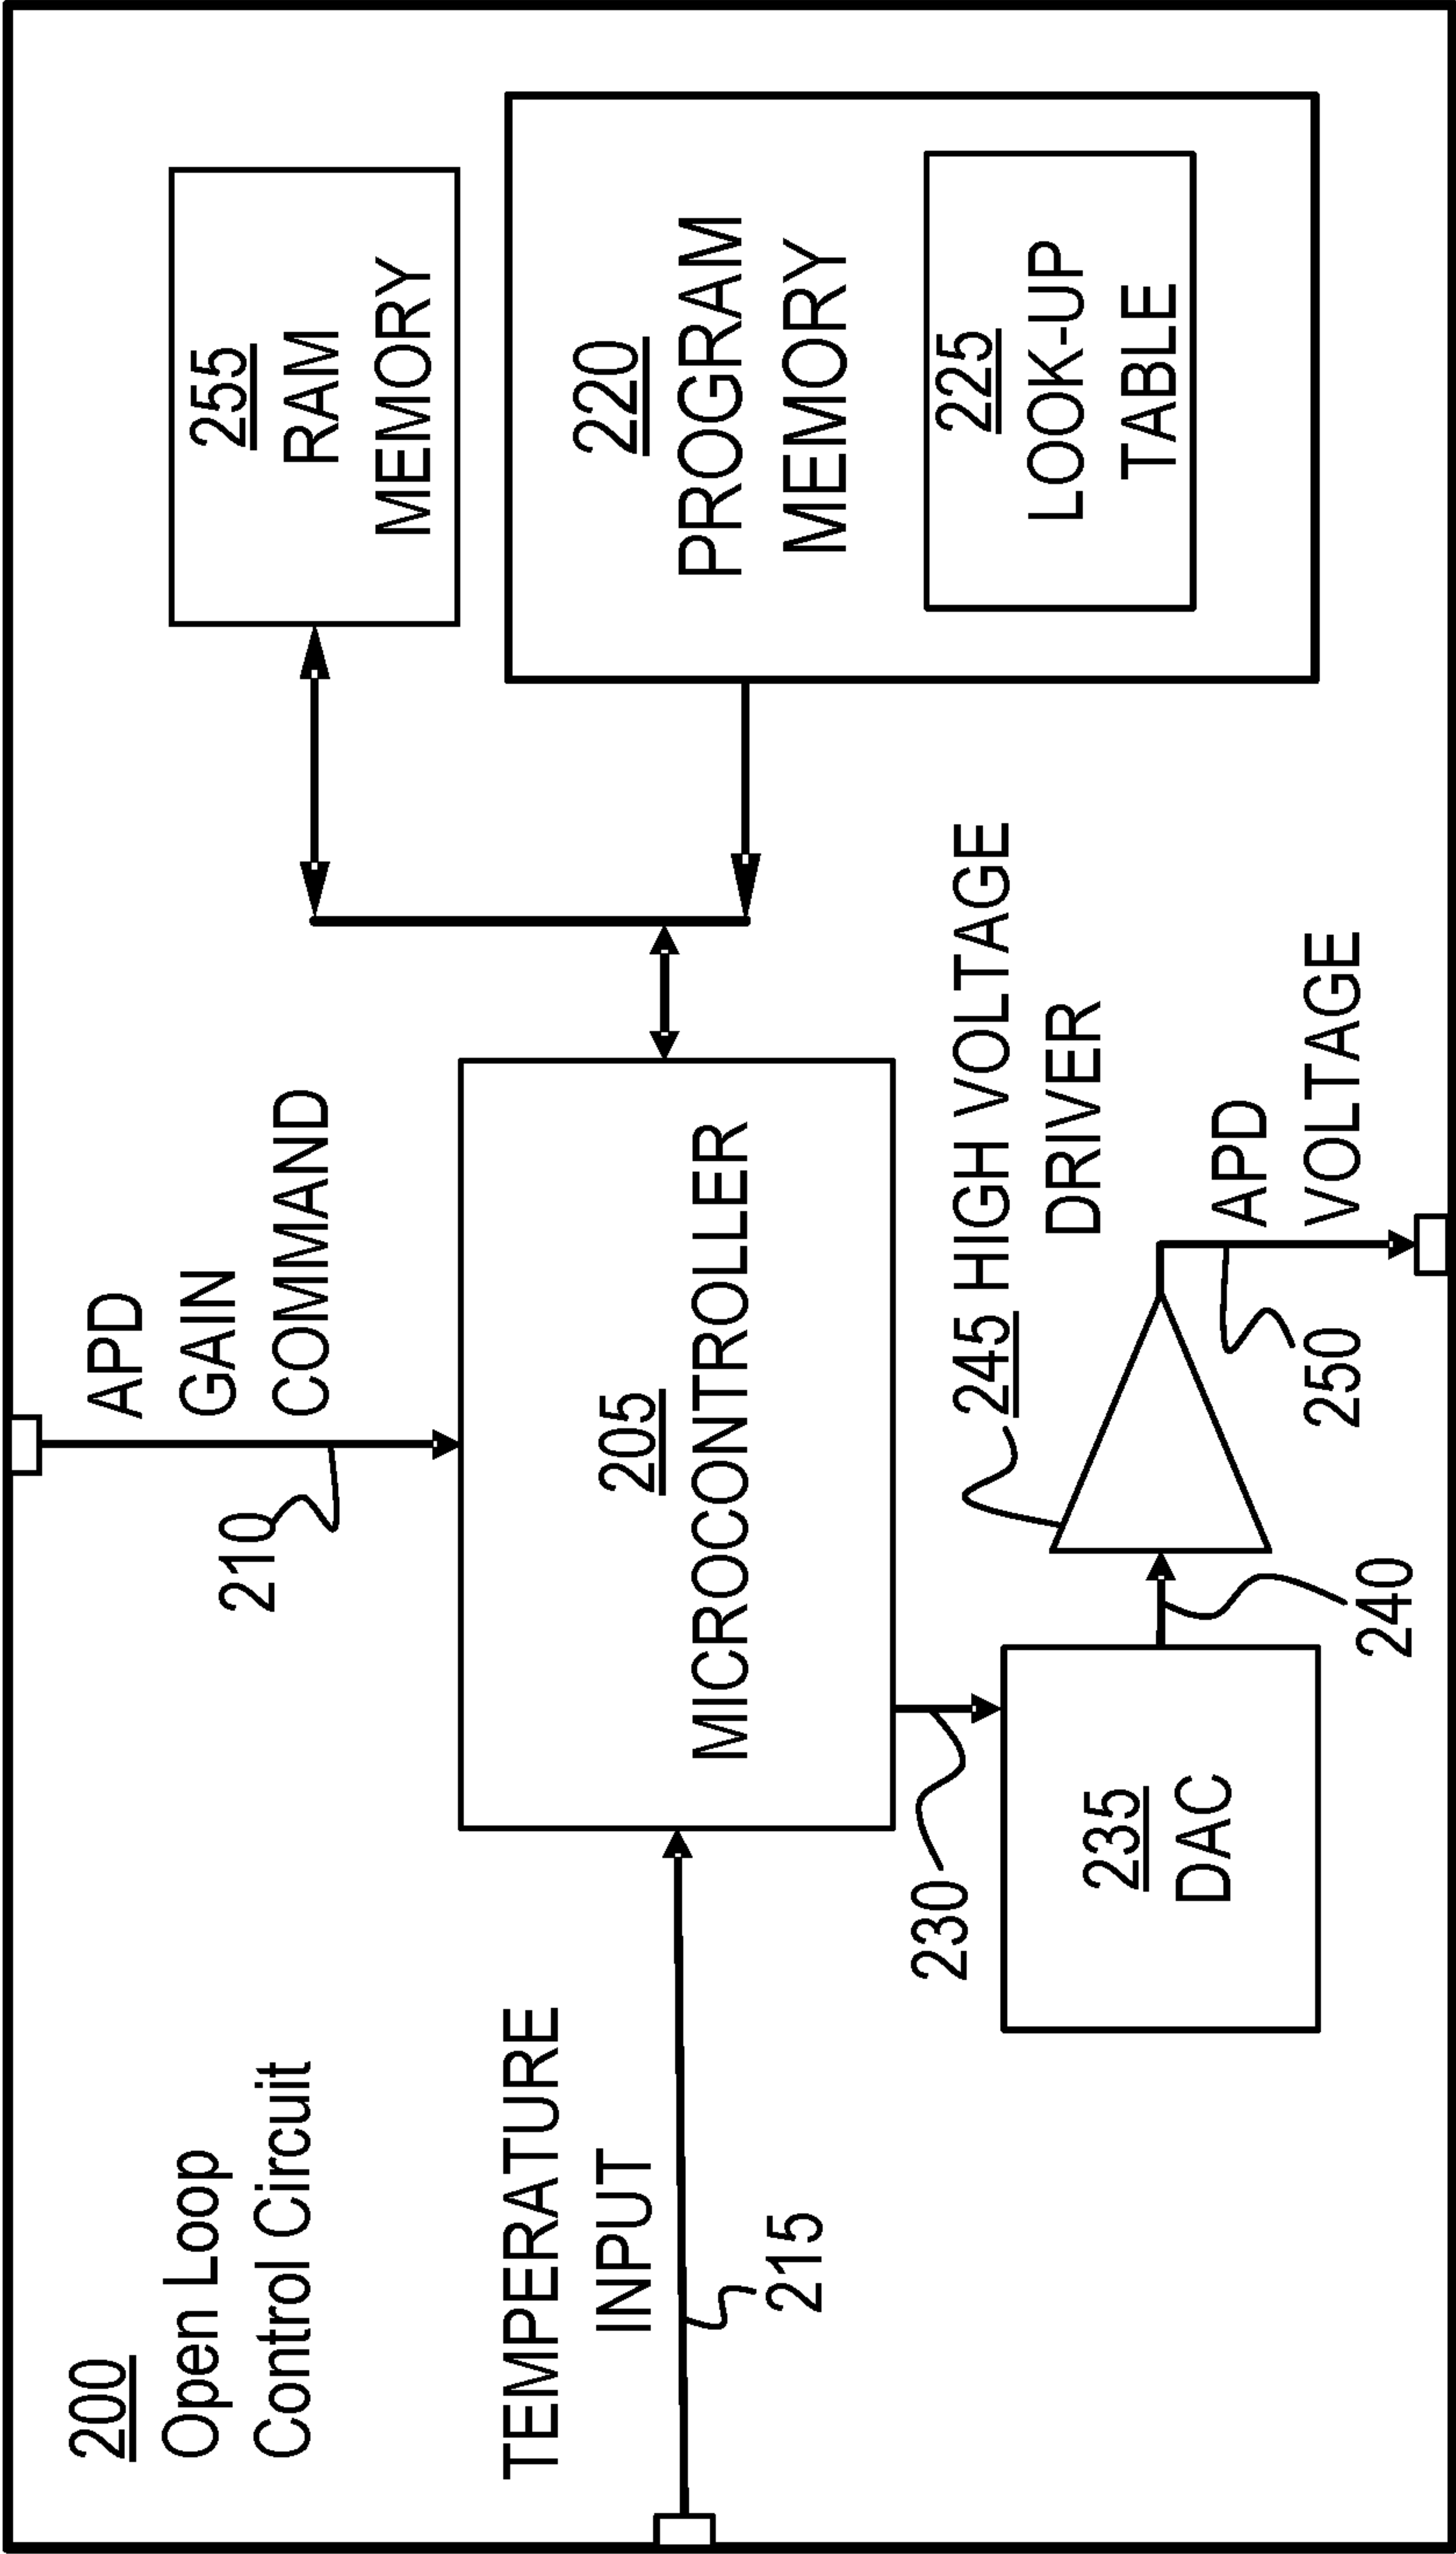 200
Open Loop
Control Circuit
APD
GAIN
COMMAND
210
255
RAM
MEMORY
TEMPERATURE
INPUT
215
205
MICROCONTROLLER
220
PROGRAM
MEMORY
225
LOOK-UP
TABLE
230
235
DAC
240
245 HIGH VOLTAGE
DRIVER
APD
VOLTAGE
250